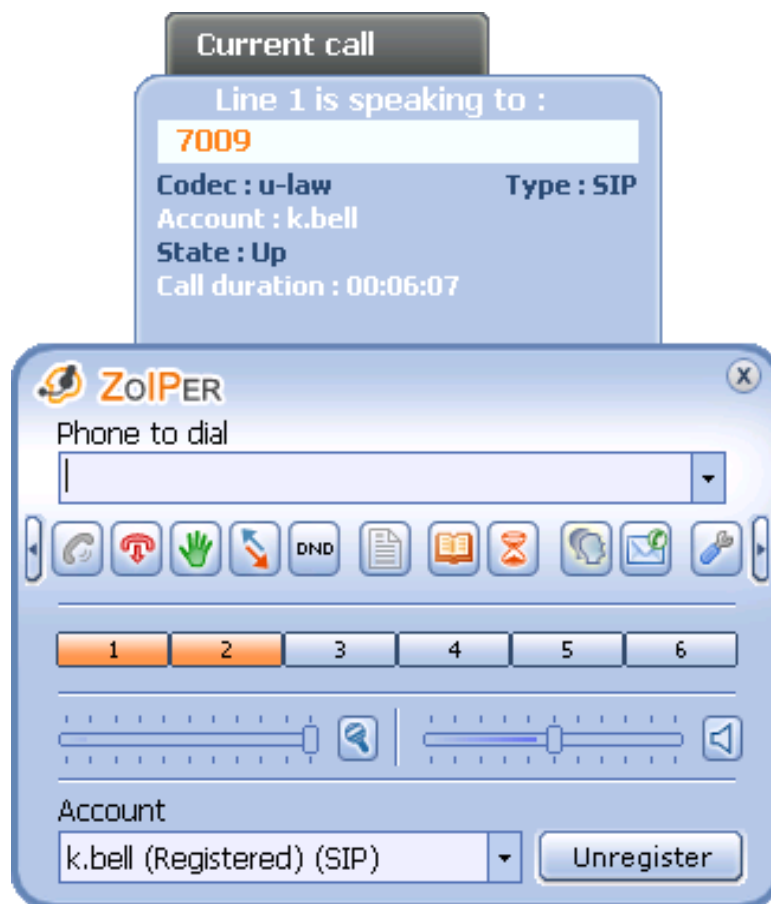 Current call
Line 1 is speaking to :
7009
Codec : u-law Type : SIP
Account : k.bell
State : Up
Call duration : 00:06:07
ZoIPer
Phone to dial
DND
1 2 3 4 5 6
Account
k.bell (Registered) (SIP) Unregister